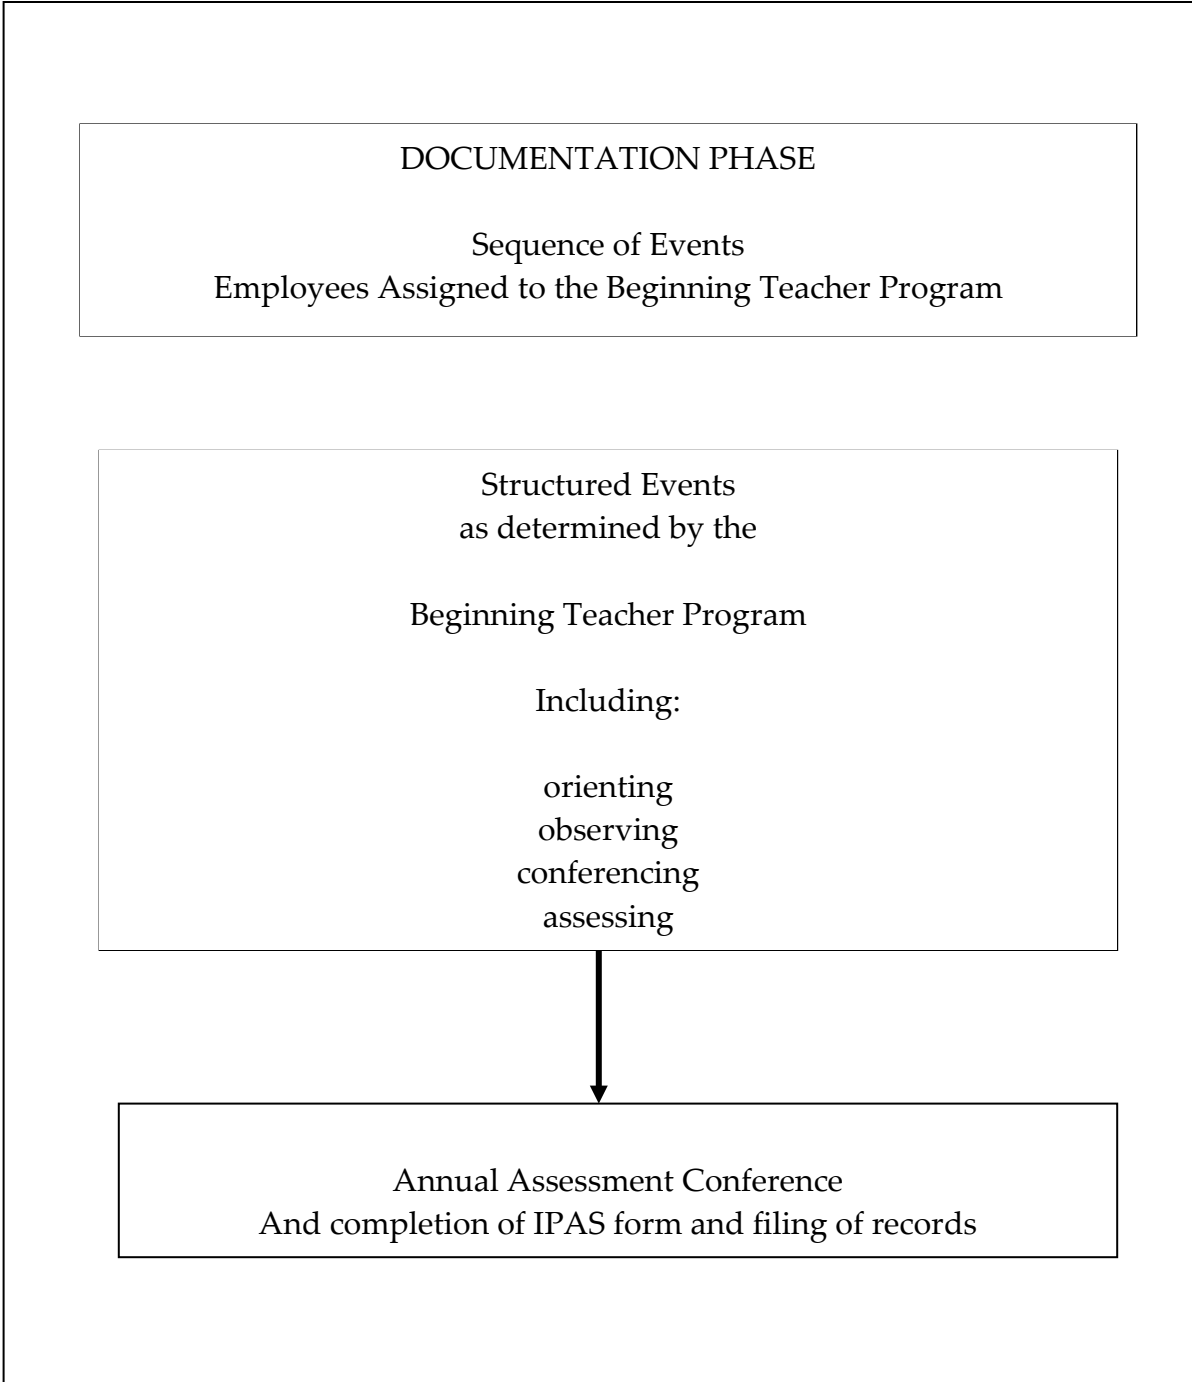 DOCUMENTATION PHASE
Sequence of Events
Employees Assigned to the Beginning Teacher Program
Structured Events
as determined by the
Beginning Teacher Program
Including:
orienting
observing
conferencing
assessing
Annual Assessment Conference
And completion of IPAS form and filing of records